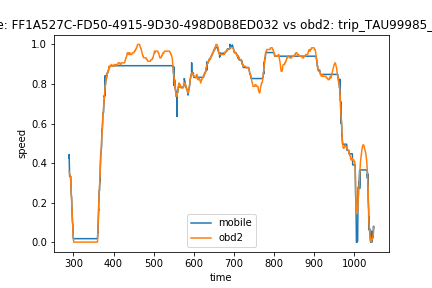 e: FF1A527C-FD50-4915-9D30-498D0B8ED032 vs obd2: trip_TAU99985_
1.0
0.8
0.6
0.4
0.2
0.0
speed
mobile
obd2
300 400 500 600 700 800 900 1000
time